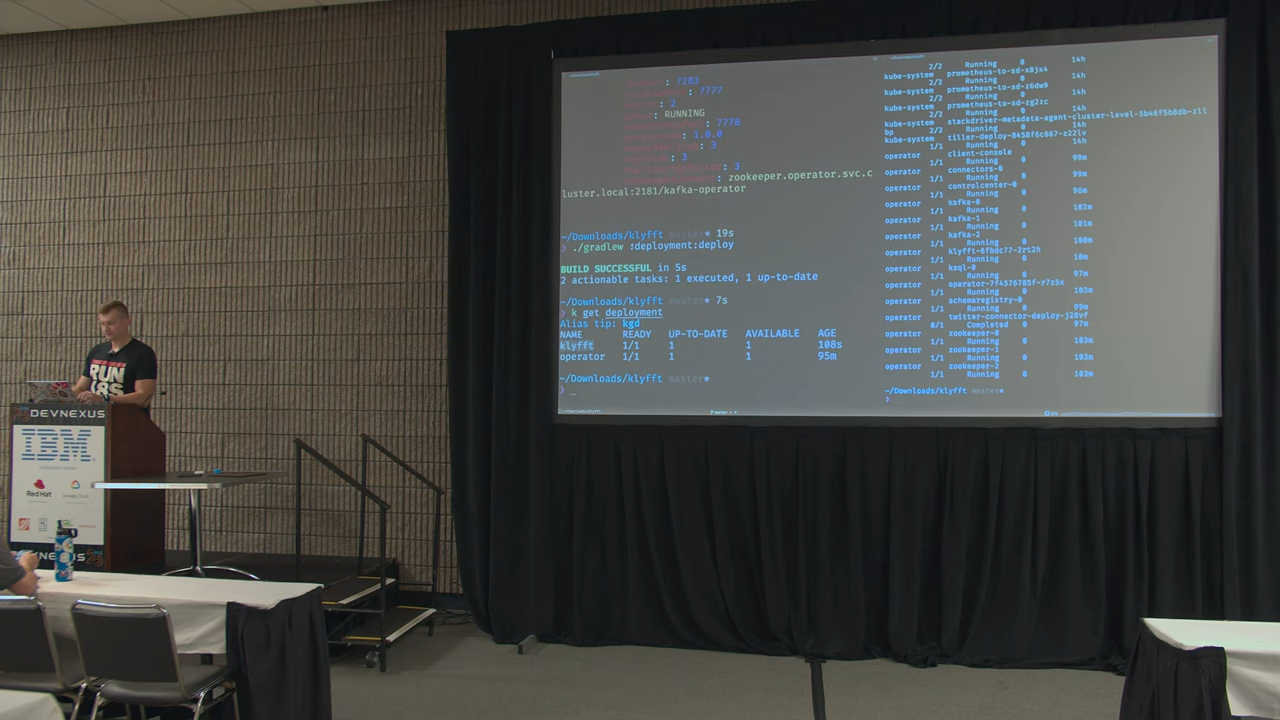 : 7203
: 7777
: 2
: RUNNING
: 7778
: 1.0.0
: 3
: 3
: 3
: zookeeper.operator.svc.c
luster.local:2181/kafka-operator
~/Downloads/klyfft master* 19s
❯ ./gradlew :deployment:deploy
BUILD SUCCESSFUL in 5s
2 actionable tasks: 1 executed, 1 up-to-date
~/Downloads/klyfft master* 7s
❯ k get deployment
Alias tip: kgd
NAME READY UP-TO-DATE AVAILABLE AGE
klyfft 1/1 1 1 108s
operator 1/1 1 1 95m
~/Downloads/klyfft master*
❯ _
2/2 Running 0 14h
kube-system prometheus-to-sd-x8jx4
2/2 Running 0 14h
kube-system prometheus-to-sd-z6dw9
2/2 Running 0 14h
kube-system prometheus-to-sd-zg2zc
2/2 Running 0 14h
kube-system stackdriver-metadata-agent-cluster-level-5b46f5b8db-zll
bp 2/2 Running 0 14h
kube-system tiller-deploy-8458f6c667-z22lv
1/1 Running 0 14h
operator client-console
1/1 Running 0 99m
operator connectors-0
1/1 Running 0 99m
operator controlcenter-0
1/1 Running 0 96m
operator kafka-0
1/1 Running 0 102m
operator kafka-1
1/1 Running 0 101m
operator kafka-2
1/1 Running 0 100m
operator klyfft-6fbdc77-2rt2h
1/1 Running 0 10m
operator ksql-0
1/1 Running 0 97m
operator operator-7f4576785f-r7z5x
1/1 Running 0 103m
operator schemaregistry-0
1/1 Running 0 99m
operator twitter-connector-deploy-j28vf
0/1 Completed 0 97m
operator zookeeper-0
1/1 Running 0 103m
operator zookeeper-1
1/1 Running 0 103m
operator zookeeper-2
1/1 Running 0 103m
~/Downloads/klyfft master*
❯
RUN
K8S
DEVNEXUS
IBM
Red Hat
Google Cloud